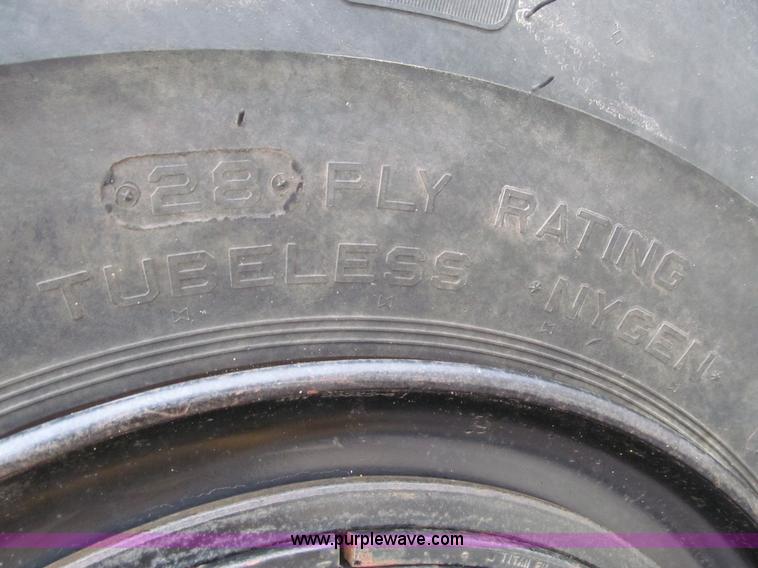 28 PLY RATING
TUBELESS NYGEN
www.purplewave.com